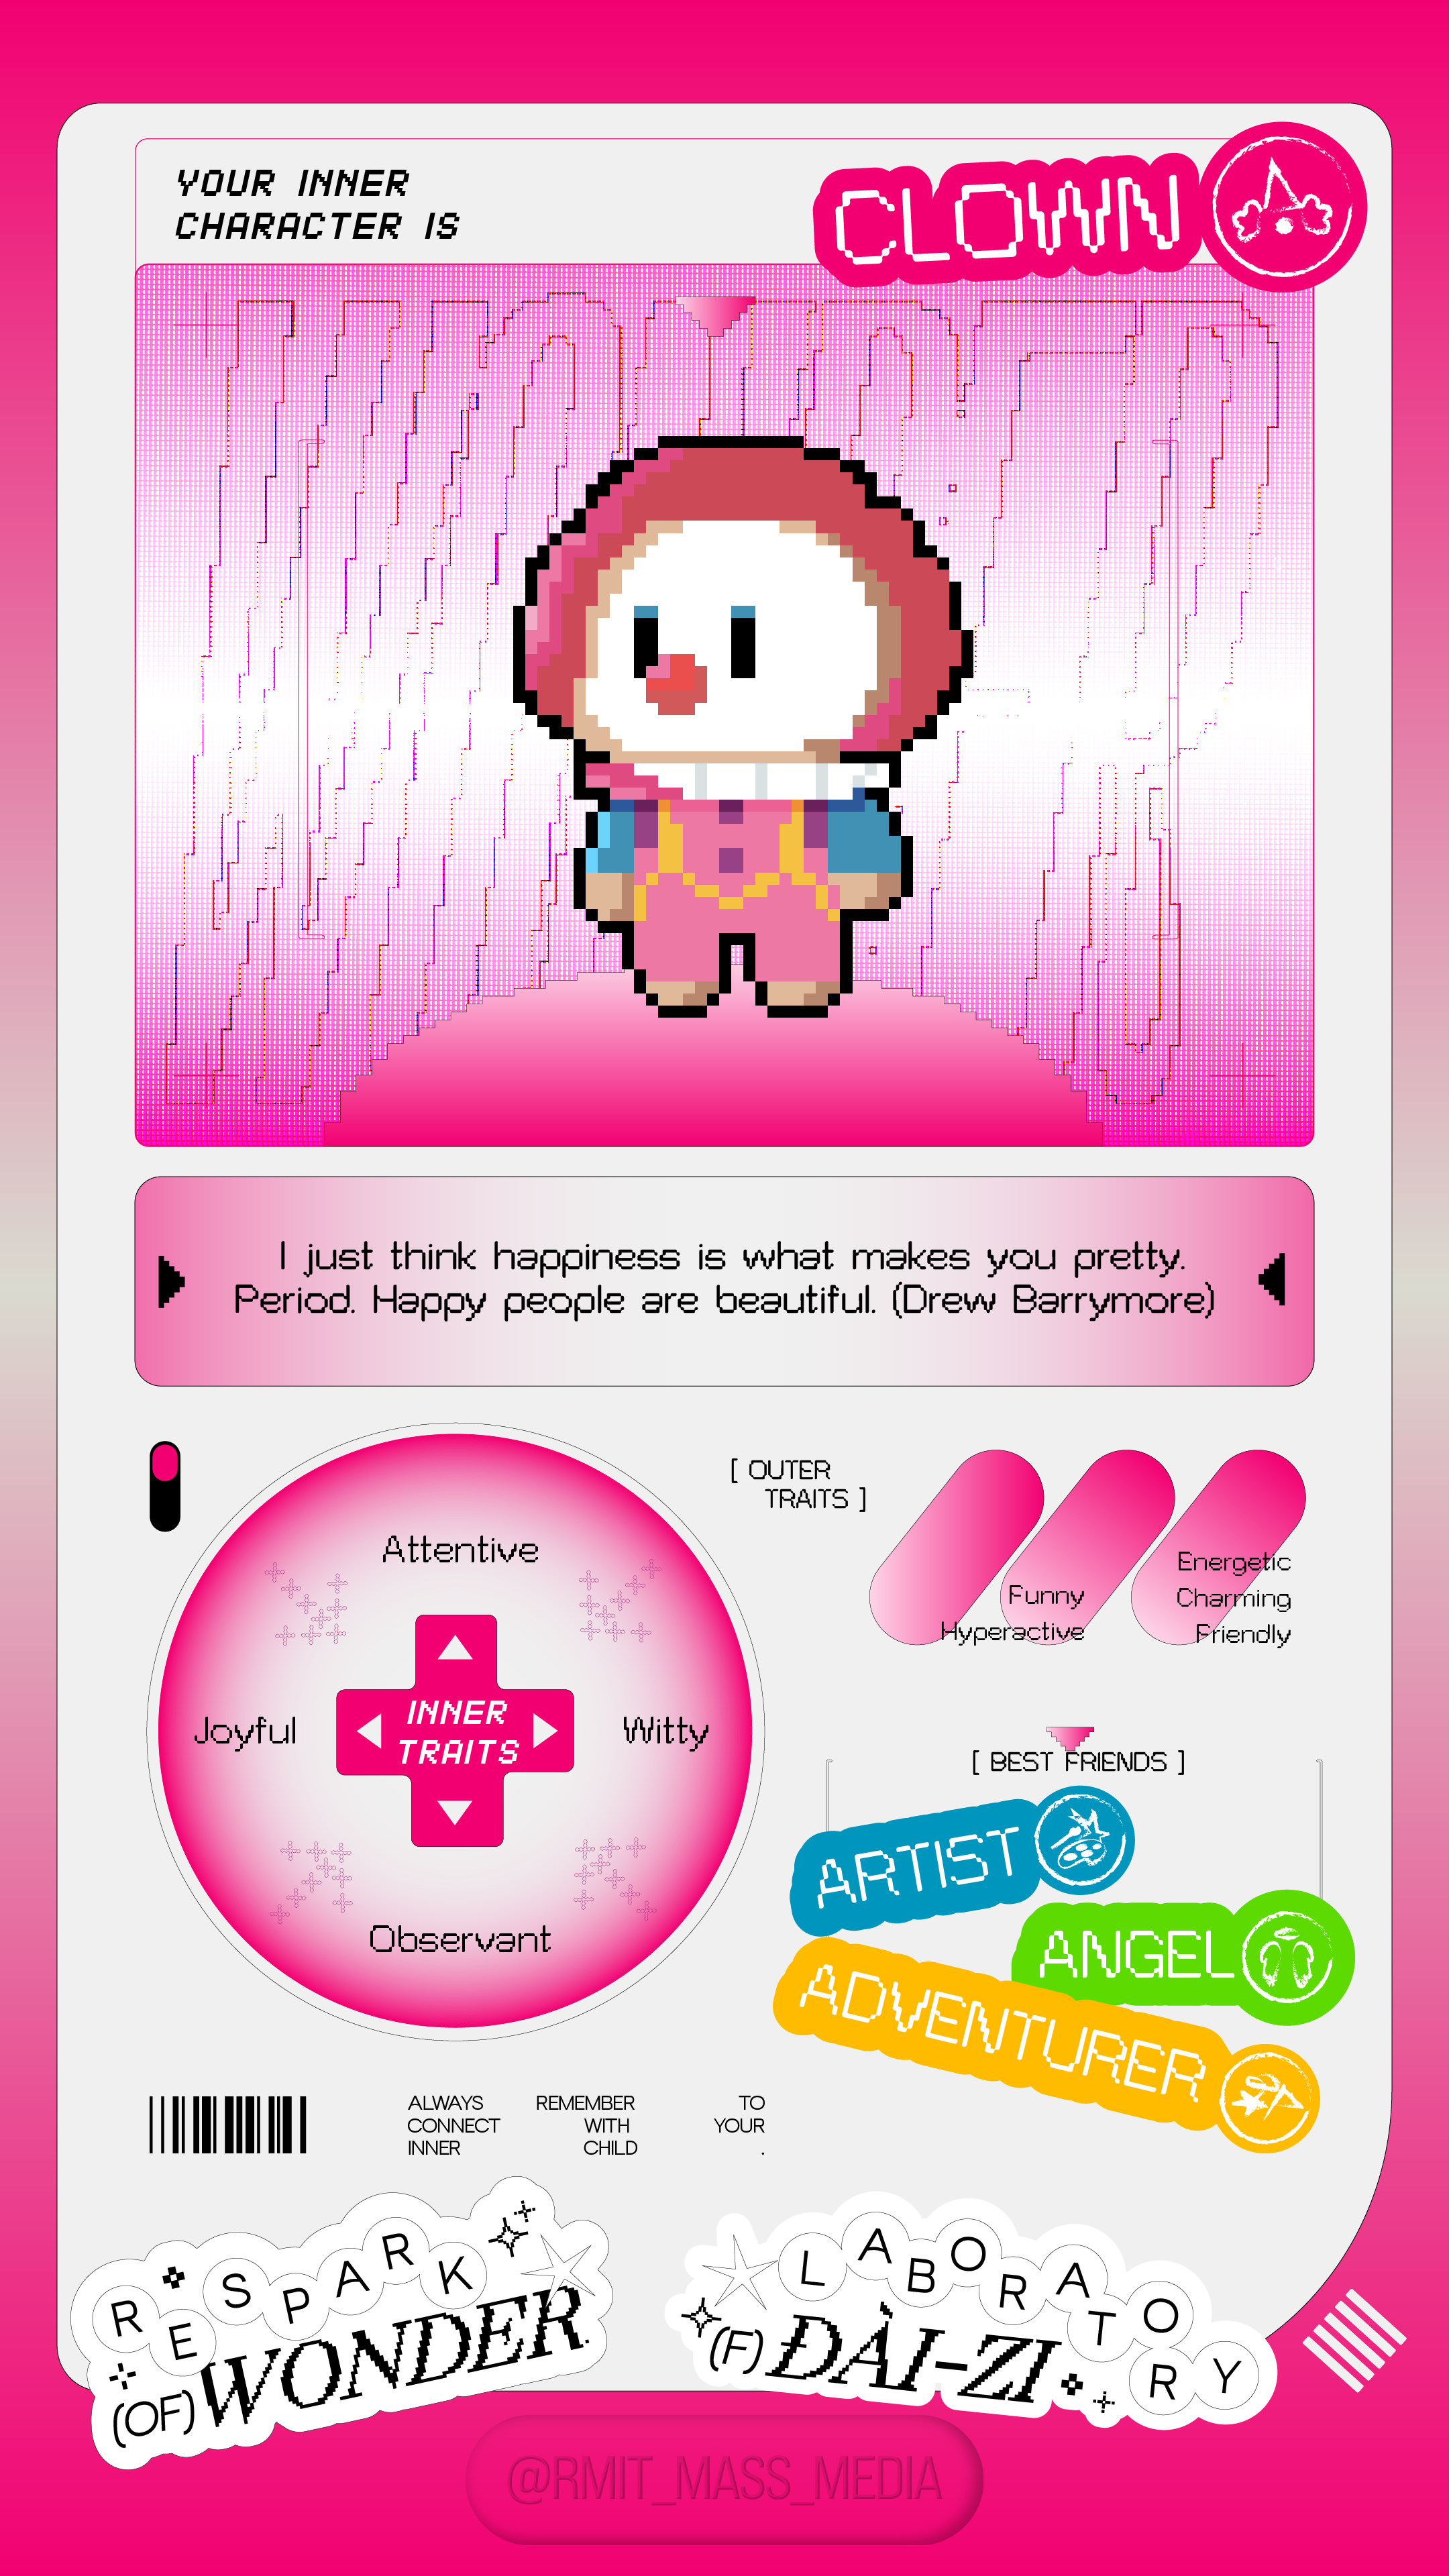 YOUR INNER
CHARACTER IS
CLOWN
I just think happiness is what makes you pretty.
Period. Happy people are beautiful. (Drew Barrymore)
[ OUTER
TRAITS ]
Funny
Hyperactive
Energetic
Charming
Friendly
Attentive
Joyful
INNER
TRAITS
Witty
Observant
[ BEST FRIENDS ]
ARTIST
ANGEL
ADVENTURER
ALWAYS REMEMBER TO
CONNECT WITH YOUR
INNER CHILD .
RESPARK
(OF) WONDER
LABORATORY
(F) ĐÀI-ZI
@RMIT_MASS_MEDIA